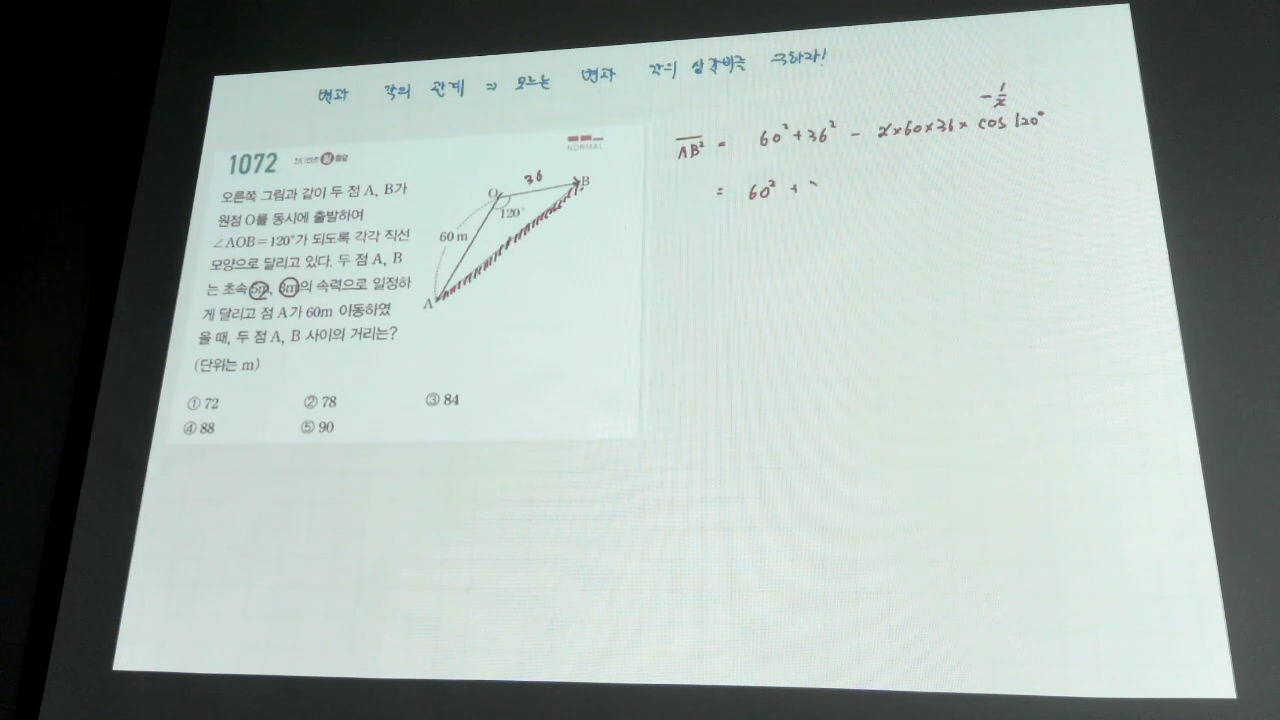 변과 각의 관계 ⇒ 모르는 변과 각의 삼각비를 구하라!
1072
NORMAL
오른쪽 그림과 같이 두 점 A, B가
원점 O를 동시에 출발하여
∠AOB=120°가 되도록 각각 직선
모양으로 달리고 있다. 두 점 A, B
는 초속 5m, 3m의 속력으로 일정하
게 달리고 점 A가 60m 이동하였
을 때, 두 점 A, B 사이의 거리는?
(단위는 m)
① 72 ② 78 ③ 84
④ 88 ⑤ 90
36
O B
120°
60 m
A
-1/2
AB² = 60² + 36² - 2×60×36× cos 120°
= 60² +